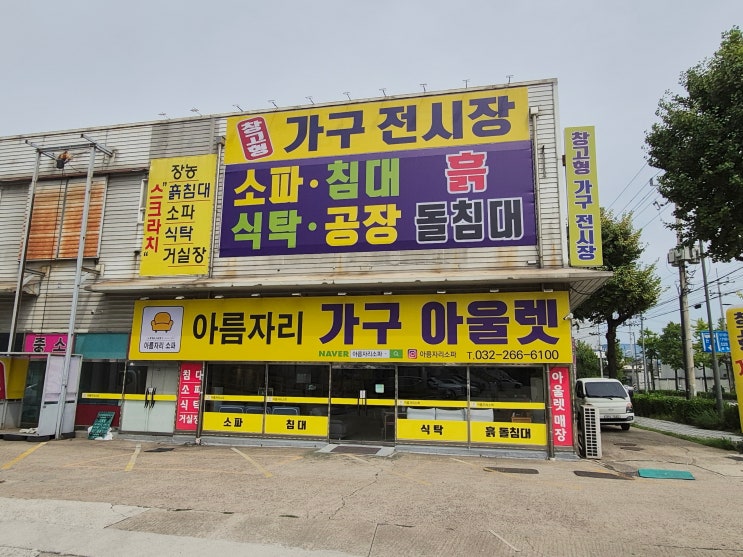 창고형 가구 전시장
소파·침대 흙
식탁·공장 돌침대
"스크라치"
장농
흙침대
소파
식탁
거실장
창고형 가구 전시장
아름자리 소파
아름자리 가구 아울렛
NAVER 아름자리소파
아름자리소파
T.032-266-6100
침대
소파
식탁
거실장
소파
침대
식탁
흙 돌침대
아울렛매장